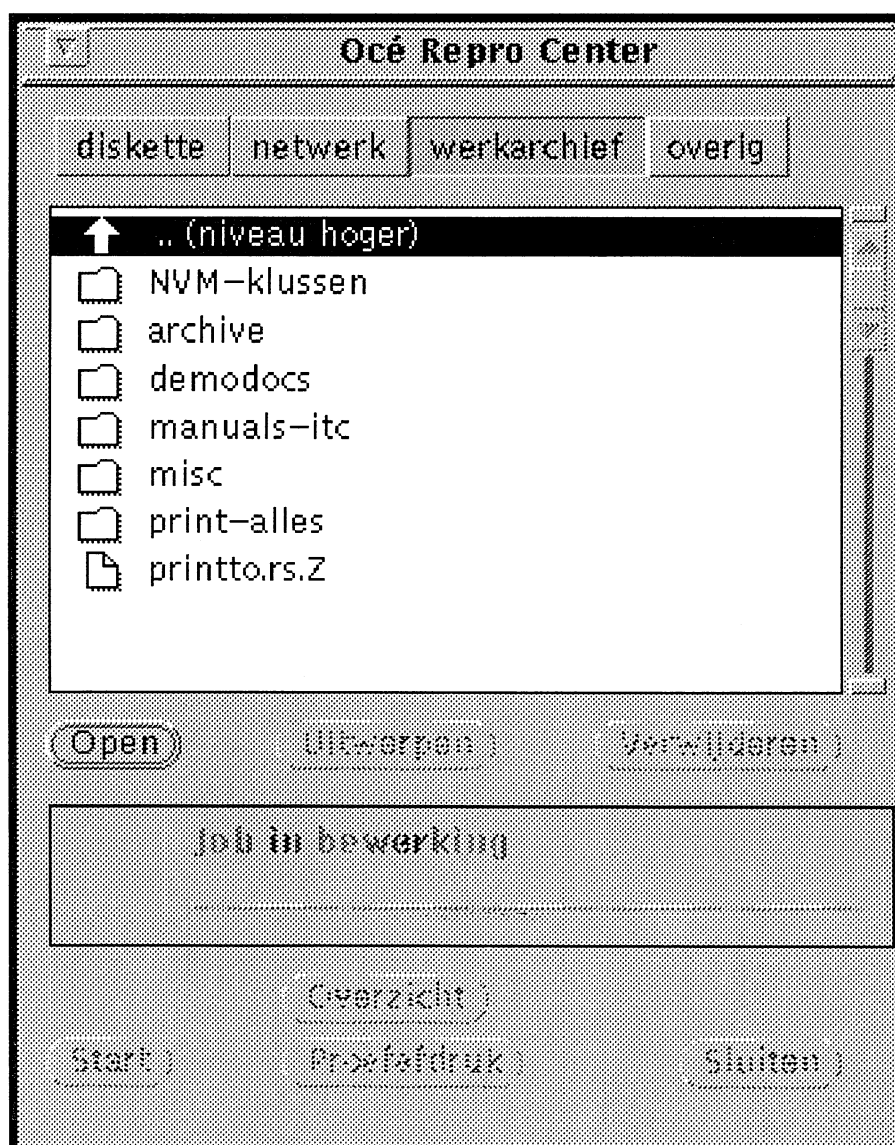 Océ Repro Center
diskette netwerk werkarchief overig
.. (niveau hoger)
NVM-klussen
archive
demodocs
manuals-itc
misc
print-alles
printto.rs.Z
Open Uitwerpen Verwijderen
Job in bewerking
Overzicht
Start Proefafdruk Sluiten